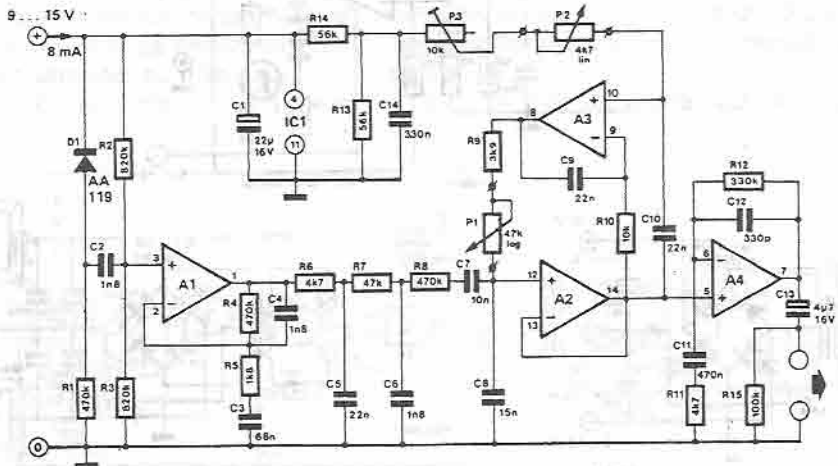 9... 15 V
+
8 mA
R14
56k
P3
10k
P2
4k7
lin
C1
22µ
16V
4
IC1
11
R13
56k
C14
330n
D1
AA
119
R2
820k
R9
3k9
8
A3
+
10
-
9
C9
22n
R10
10k
C10
22n
R12
330k
C12
330p
P1
47k
log
C2
1n8
3
+
A1
1
-
2
R4
470k
C4
1n8
R6
4k7
R7
47k
R8
470k
C7
10n
12
+
A2
14
-
13
6
-
A4
7
5
+
C13
4µ7
16V
R5
1k8
C3
68n
R1
470k
R3
820k
C5
22n
C6
1n8
C8
15n
C11
470n
R11
4k7
R15
100k
0